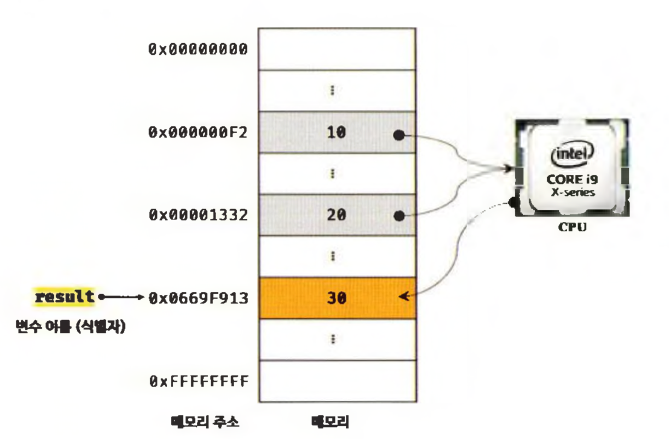 0x00000000
⋮
0x000000F2 10
⋮
0x00001332 20
⋮
result 0x0669F913 30
변수 이름 (식별자)
⋮
0xFFFFFFFF
메모리 주소 메모리
intel
CORE i9
X-series
CPU